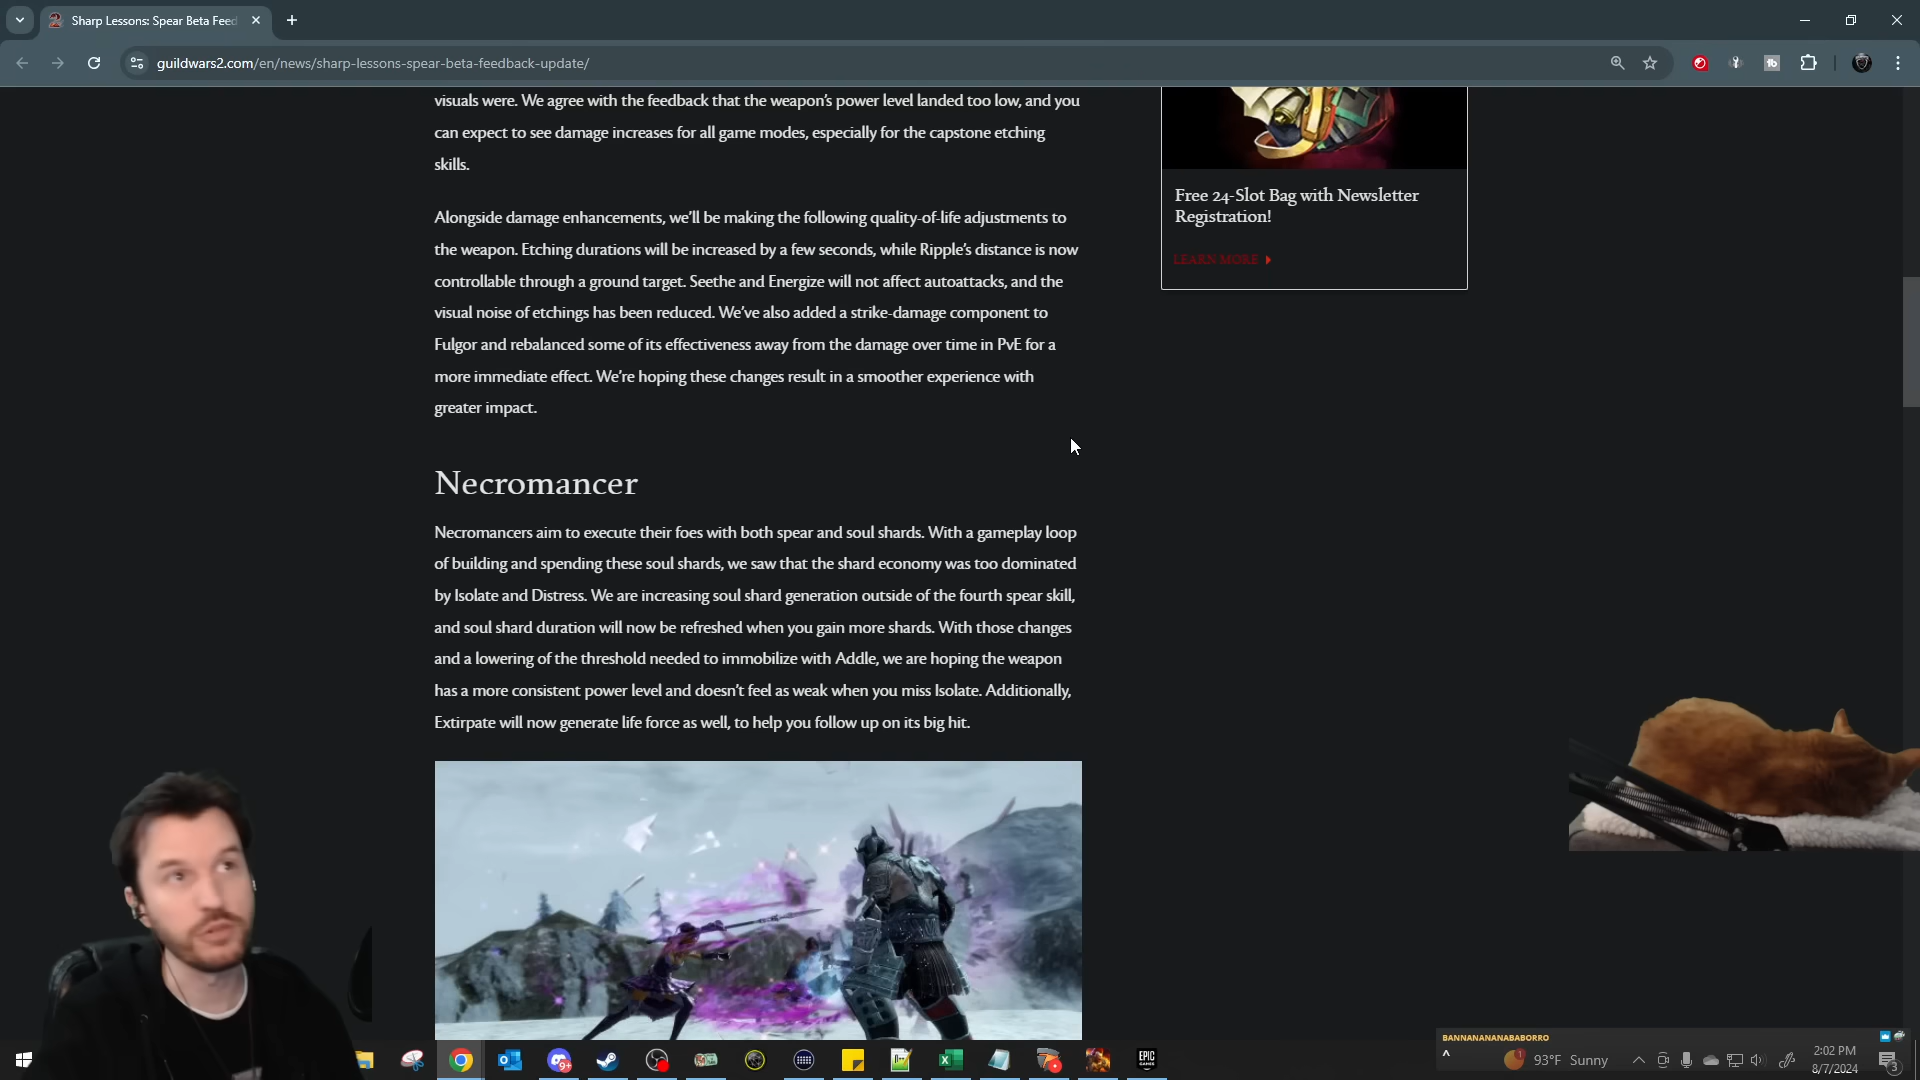 Sharp Lessons: Spear Beta Feed
guildwars2.com/en/news/sharp-lessons-spear-beta-feedback-update/
visuals were. We agree with the feedback that the weapon's power level landed too low, and you
can expect to see damage increases for all game modes, especially for the capstone etching
skills.
Alongside damage enhancements, we'll be making the following quality-of-life adjustments to
the weapon. Etching durations will be increased by a few seconds, while Ripple's distance is now
controllable through a ground target. Seethe and Energize will not affect autoattacks, and the
visual noise of etchings has been reduced. We've also added a strike-damage component to
Fulgor and rebalanced some of its effectiveness away from the damage over time in PvE for a
more immediate effect. We're hoping these changes result in a smoother experience with
greater impact.
Necromancer
Necromancers aim to execute their foes with both spear and soul shards. With a gameplay loop
of building and spending these soul shards, we saw that the shard economy was too dominated
by Isolate and Distress. We are increasing soul shard generation outside of the fourth spear skill,
and soul shard duration will now be refreshed when you gain more shards. With those changes
and a lowering of the threshold needed to immobilize with Addle, we are hoping the weapon
has a more consistent power level and doesn't feel as weak when you miss Isolate. Additionally,
Extirpate will now generate life force as well, to help you follow up on its big hit.
Free 24-Slot Bag with Newsletter
Registration!
LEARN MORE
BANNANANANABABORRO
93°F Sunny
2:02 PM
8/7/2024
3
9+
EPIC
GAMES